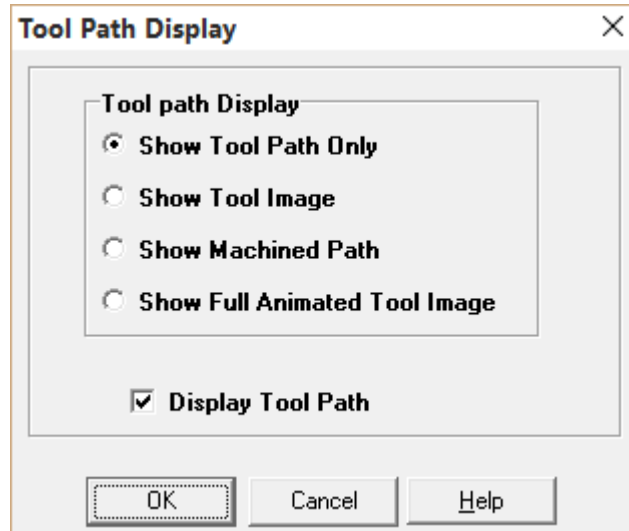 Tool Path Display
Tool path Display
Show Tool Path Only
Show Tool Image
Show Machined Path
Show Full Animated Tool Image
Display Tool Path
OK Cancel Help